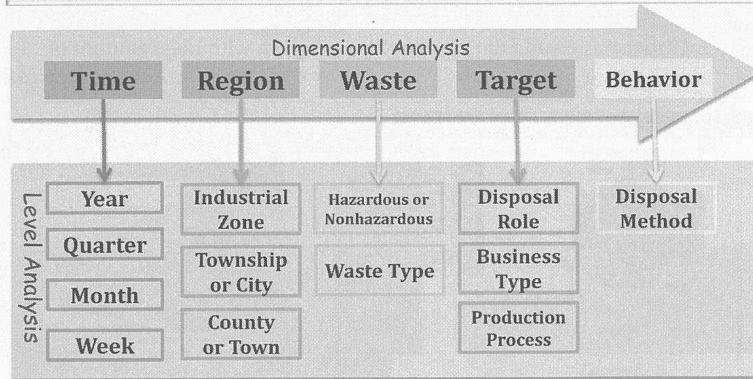 Dimensional Analysis
Time
Region
Waste
Target
Behavior
Level Analysis
Year
Quarter
Month
Week
Industrial
Zone
Township
or City
County
or Town
Hazardous or
Nonhazardous
Waste Type
Disposal
Role
Business
Type
Production
Process
Disposal
Method